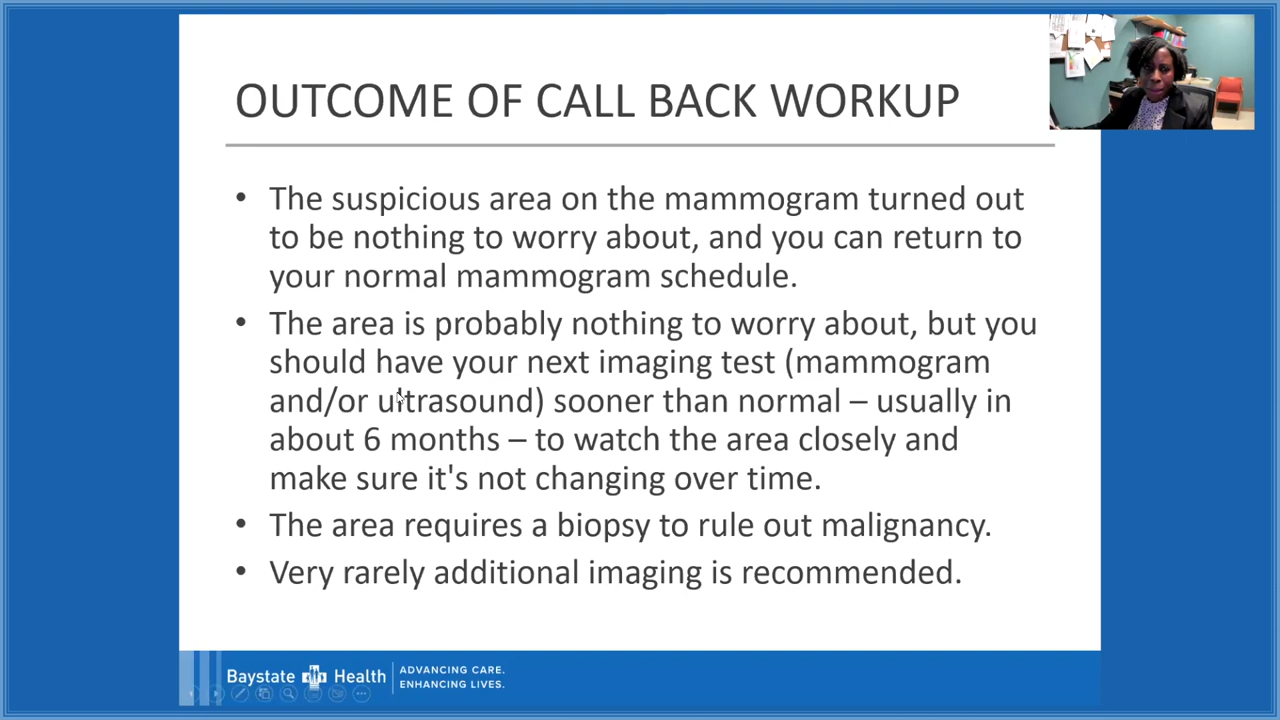 OUTCOME OF CALL BACK WORKUP
• The suspicious area on the mammogram turned out
to be nothing to worry about, and you can return to
your normal mammogram schedule.
• The area is probably nothing to worry about, but you
should have your next imaging test (mammogram
and/or ultrasound) sooner than normal – usually in
about 6 months – to watch the area closely and
make sure it's not changing over time.
• The area requires a biopsy to rule out malignancy.
• Very rarely additional imaging is recommended.
Baystate Health
ADVANCING CARE.
ENHANCING LIVES.